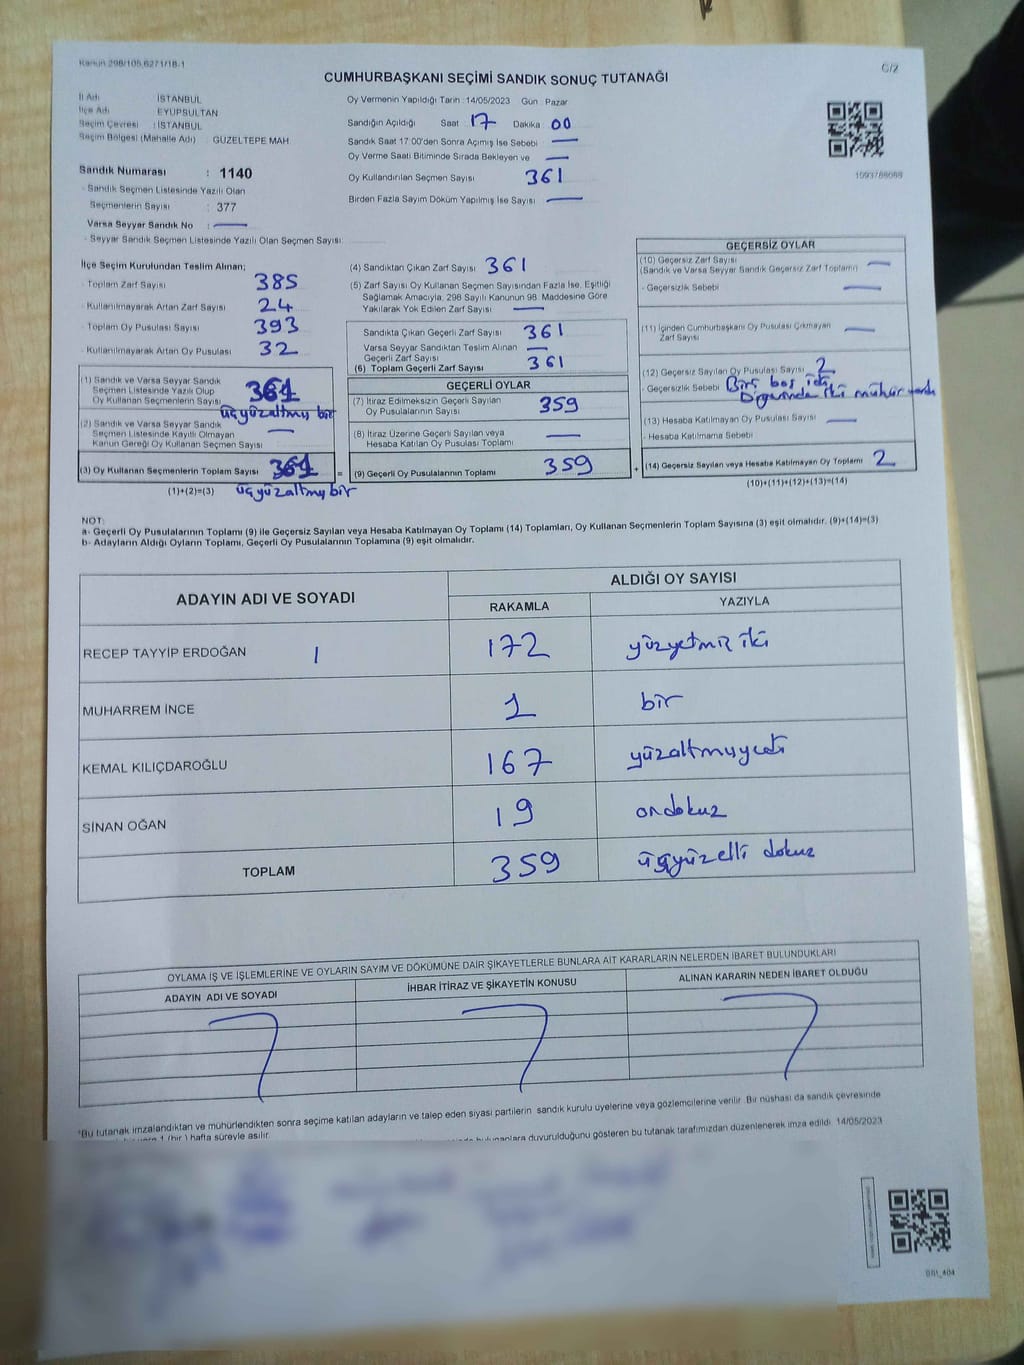 Kanun 298/105,6271/18-1
C/2
CUMHURBAŞKANI SEÇİMİ SANDIK SONUÇ TUTANAĞI
İl Adı İSTANBUL
İlçe Adı EYÜPSULTAN
Seçim Çevresi : İSTANBUL
Seçim Bölgesi (Mahalle Adı) GÜZELTEPE MAH.
Sandık Numarası : 1140
- Sandık Seçmen Listesinde Yazılı Olan
Seçmenlerin Sayısı : 377
Varsa Seyyar Sandık No :
- Seyyar Sandık Seçmen Listesinde Yazılı Olan Seçmen Sayısı:
Oy Vermenin Yapıldığı Tarih : 14/05/2023 Gün : Pazar
Sandığın Açıldığı Saat 17 Dakika 00
Sandık Saat 17:00'den Sonra Açımış İse Sebebi
Oy Verme Saati Bitiminde Sırada Bekleyen ve
Oy Kullandırılan Seçmen Sayısı 361
Birden Fazla Sayım Döküm Yapılmış İse Sayısı
1093788088
İlçe Seçim Kurulundan Teslim Alınan;
- Toplam Zarf Sayısı 385
- Kullanılmayarak Artan Zarf Sayısı 24
- Toplam Oy Pusulası Sayısı 393
- Kullanılmayarak Artan Oy Pusulası 32
(1) Sandık ve Varsa Seyyar Sandık
Seçmen Listesinde Yazılı Olup
Oy Kullanan Seçmenlerin Sayısı 361
üçyüzaltmış bir
(2) Sandık ve Varsa Seyyar Sandık
Seçmen Listesinde Kayıtlı Olmayan
Kanun Gereği Oy Kullanan Seçmen Sayısı
(3) Oy Kullanan Seçmenlerin Toplam Sayısı 361 =
(1)+(2)=(3) üçyüzaltmış bir
(4) Sandıktan Çıkan Zarf Sayısı 361
(5) Zarf Sayısı Oy Kullanan Seçmen Sayısından Fazla İse, Eşitliği
Sağlamak Amacıyla, 298 Sayılı Kanunun 98. Maddesine Göre
Yakılarak Yok Edilen Zarf Sayısı
Sandıkta Çıkan Geçerli Zarf Sayısı 361
Varsa Seyyar Sandıktan Teslim Alınan
Geçerli Zarf Sayısı
(6) Toplam Geçerli Zarf Sayısı 361
GEÇERLİ OYLAR
(7) İtiraz Edilmeksizin Geçerli Sayılan
Oy Pusulalarının Sayısı 359
(8) İtiraz Üzerine Geçerli Sayılan veya
Hesaba Katılan Oy Pusulası Toplamı
(9) Geçerli Oy Pusulalarının Toplamı 359 +
GEÇERSİZ OYLAR
(10) Geçersiz Zarf Sayısı
(Sandık ve Varsa Seyyar Sandık Geçersiz Zarf Toplamı)
- Geçersizlik Sebebi
(11) İçinden Cumhurbaşkanı Oy Pusulası Çıkmayan
Zarf Sayısı
(12) Geçersiz Sayılan Oy Pusulası Sayısı 2
- Geçersizlik Sebebi Biri boş idi
Diğerinde iki mühür vardı
(13) Hesaba Katılmayan Oy Pusulası Sayısı
- Hesaba Katılmama Sebebi
(14) Geçersiz Sayılan veya Hesaba Katılmayan Oy Toplamı 2
(10)+(11)+(12)+(13)=(14)
NOT:
a- Geçerli Oy Pusulalarının Toplamı (9) ile Geçersiz Sayılan veya Hesaba Katılmayan Oy Toplamı (14) Toplamları, Oy Kullanan Seçmenlerin Toplam Sayısına (3) eşit olmalıdır. (9)+(14)=(3)
b- Adayların Aldığı Oyların Toplamı, Geçerli Oy Pusulalarının Toplamına (9) eşit olmalıdır.
ADAYIN ADI VE SOYADI
ALDIĞI OY SAYISI
RAKAMLA YAZIYLA
RECEP TAYYİP ERDOĞAN 1 172 yüzyetmiş iki
MUHARREM İNCE 1 bir
KEMAL KILIÇDAROĞLU 167 yüzaltmışyedi
SİNAN OĞAN 19 ondokuz
TOPLAM 359 üçyüzelli dokuz
OYLAMA İŞ VE İŞLEMLERİNE VE OYLARIN SAYIM VE DÖKÜMÜNE DAİR ŞİKAYETLERLE BUNLARA AİT KARARLARIN NELERDEN İBARET BULUNDUKLARI
ADAYIN ADI VE SOYADI İHBAR İTİRAZ VE ŞİKAYETİN KONUSU ALINAN KARARIN NEDEN İBARET OLDUĞU
*Bu tutanak imzalandıktan ve mühürlendikten sonra seçime katılan adayların ve talep eden siyasi partilerin sandık kurulu üyelerine veya gözlemcilerine verilir. Bir nüshası da sandık çevresinde
1 (bir) hafta süreyle asılır.
duyurulduğunu gösteren bu tutanak tarafımızdan düzenlenerek imza edildi. 14/05/2023